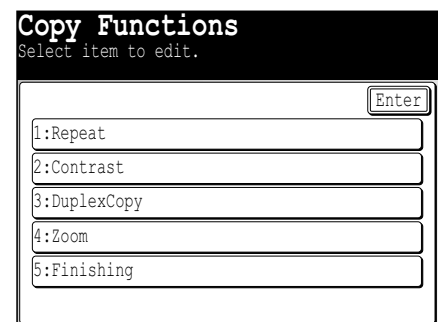 Copy Functions
Select item to edit.
Enter
1:Repeat
2:Contrast
3:DuplexCopy
4:Zoom
5:Finishing